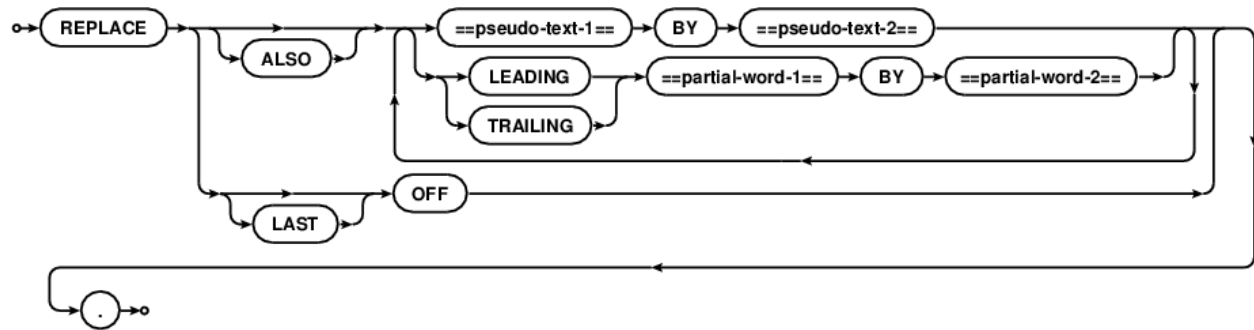 REPLACE ==pseudo-text-1== BY ==pseudo-text-2==
ALSO
LEADING ==partial-word-1== BY ==partial-word-2==
TRAILING
OFF
LAST
.